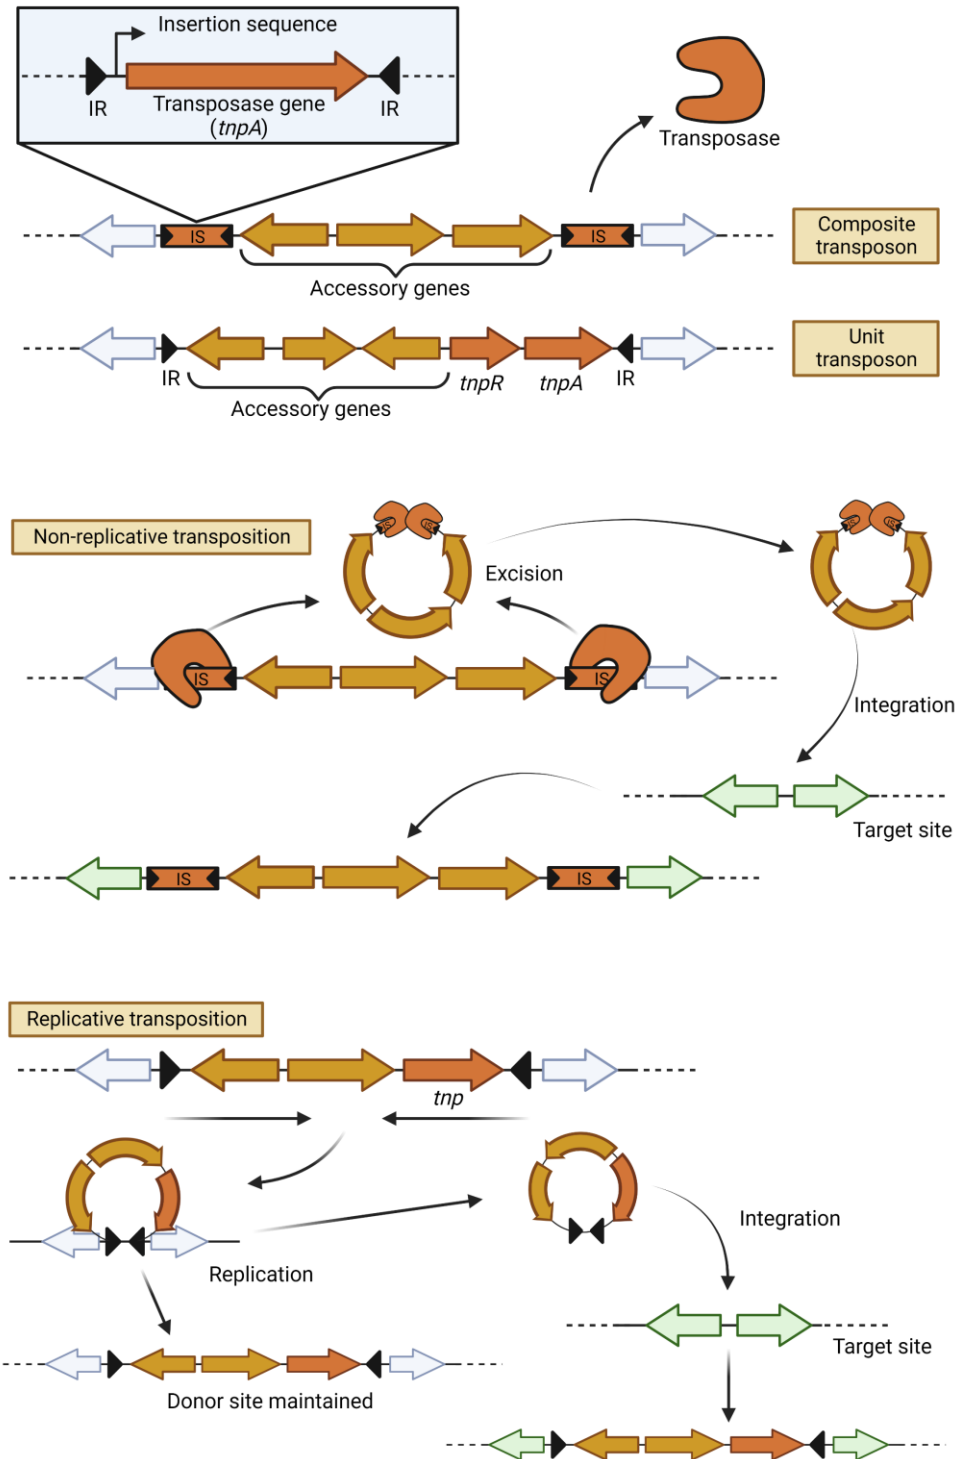 Insertion sequence
IR
Transposase gene
(tnpA)
IR
Transposase
IS
IS
Composite
transposon
Accessory genes
Unit
transposon
IR
tnpR
tnpA
IR
Accessory genes
Non-replicative transposition
IS
IS
IS
IS
Excision
IS
IS
Integration
Target site
IS
IS
Replicative transposition
tnp
Integration
Replication
Target site
Donor site maintained